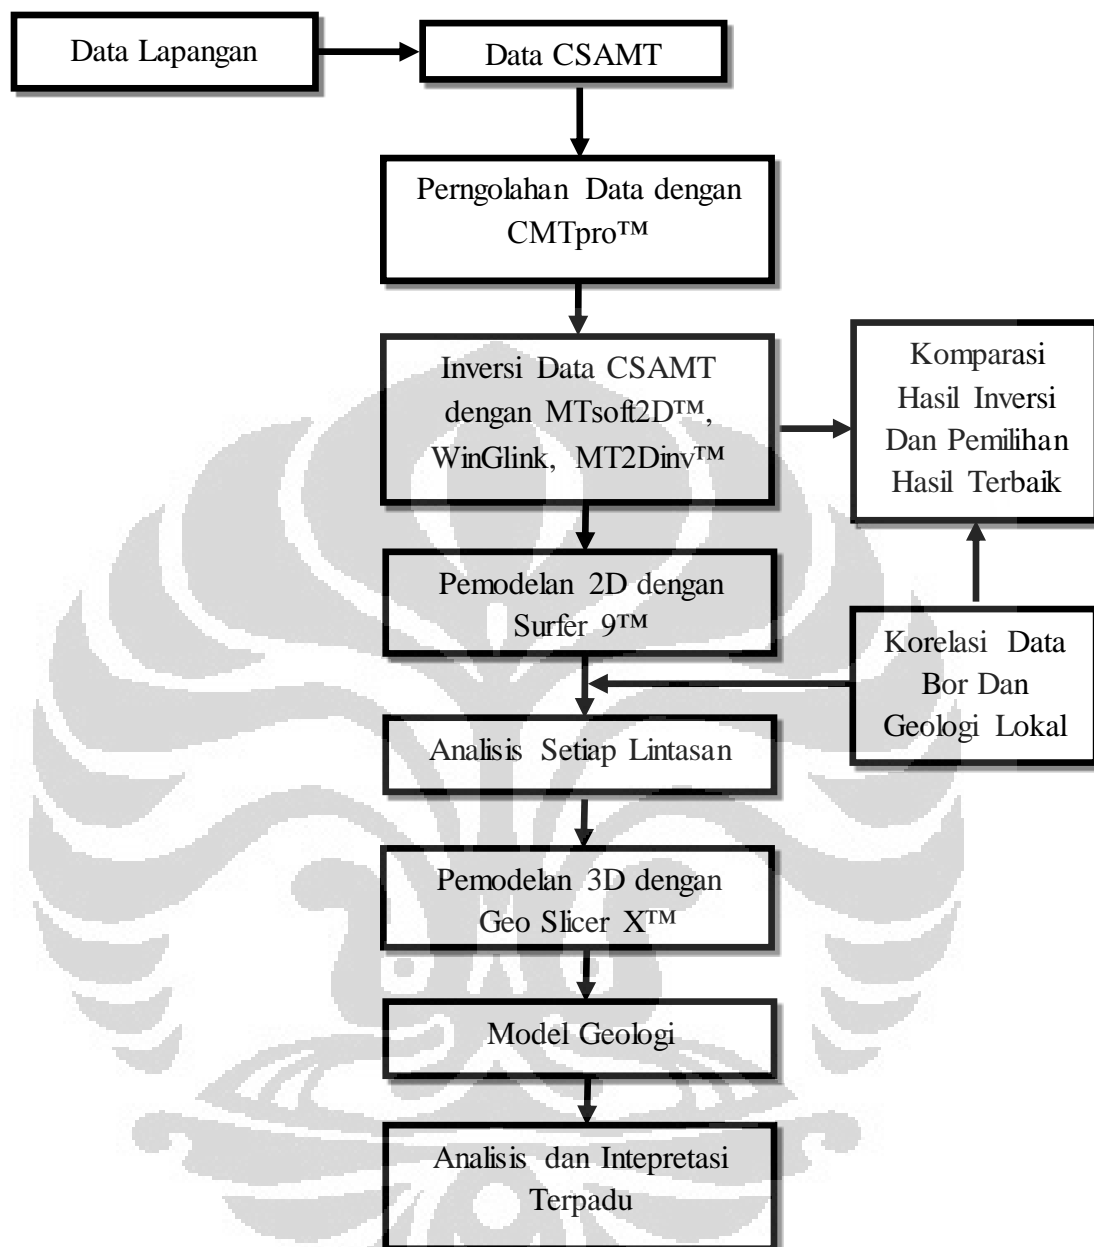 Data Lapangan
Data CSAMT
Perngolahan Data dengan
CMTpro™
Inversi Data CSAMT
dengan MTsoft2D™,
WinGlink, MT2Dinv™
Komparasi
Hasil Inversi
Dan Pemilihan
Hasil Terbaik
Pemodelan 2D dengan
Surfer 9™
Korelasi Data
Bor Dan
Geologi Lokal
Analisis Setiap Lintasan
Pemodelan 3D dengan
Geo Slicer X™
Model Geologi
Analisis dan Intepretasi
Terpadu